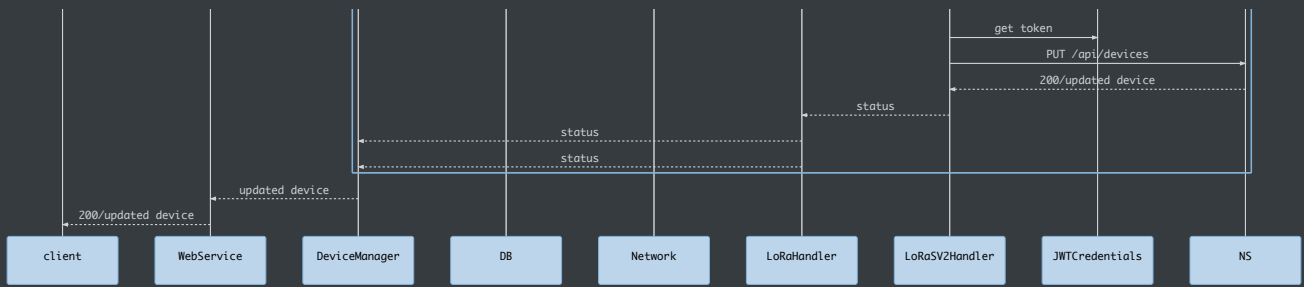 get token
PUT /api/devices
200/updated device
status
status
status
updated device
200/updated device
client
WebService
DeviceManager
DB
Network
LoRaHandler
LoRaSV2Handler
JWTCredentials
NS